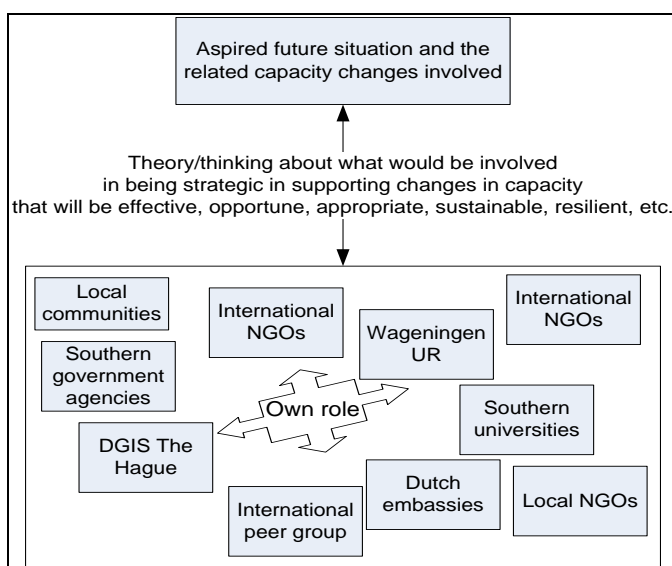 Aspired future situation and the
related capacity changes involved
Theory/thinking about what would be involved
in being strategic in supporting changes in capacity
that will be effective, opportune, appropriate, sustainable, resilient, etc.
Local
communities
International
NGOs
International
NGOs
Wageningen
UR
Southern
government
agencies
Own role
Southern
universities
DGIS The
Hague
Dutch
embassies
Local NGOs
International
peer group